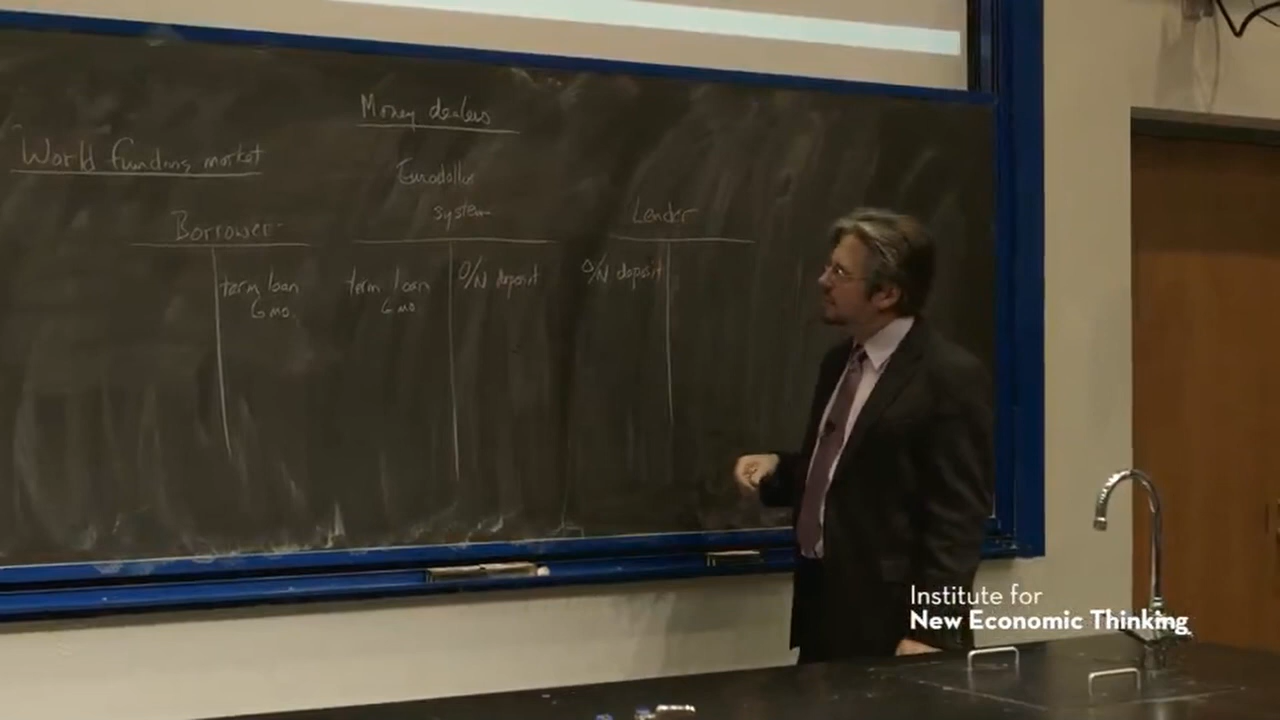 Money dealers
World funding market
Eurodollar
system
Borrower
Lender
term loan
6 mo.
term loan
6 mo.
O/N deposit
O/N deposit
Institute for
New Economic Thinking